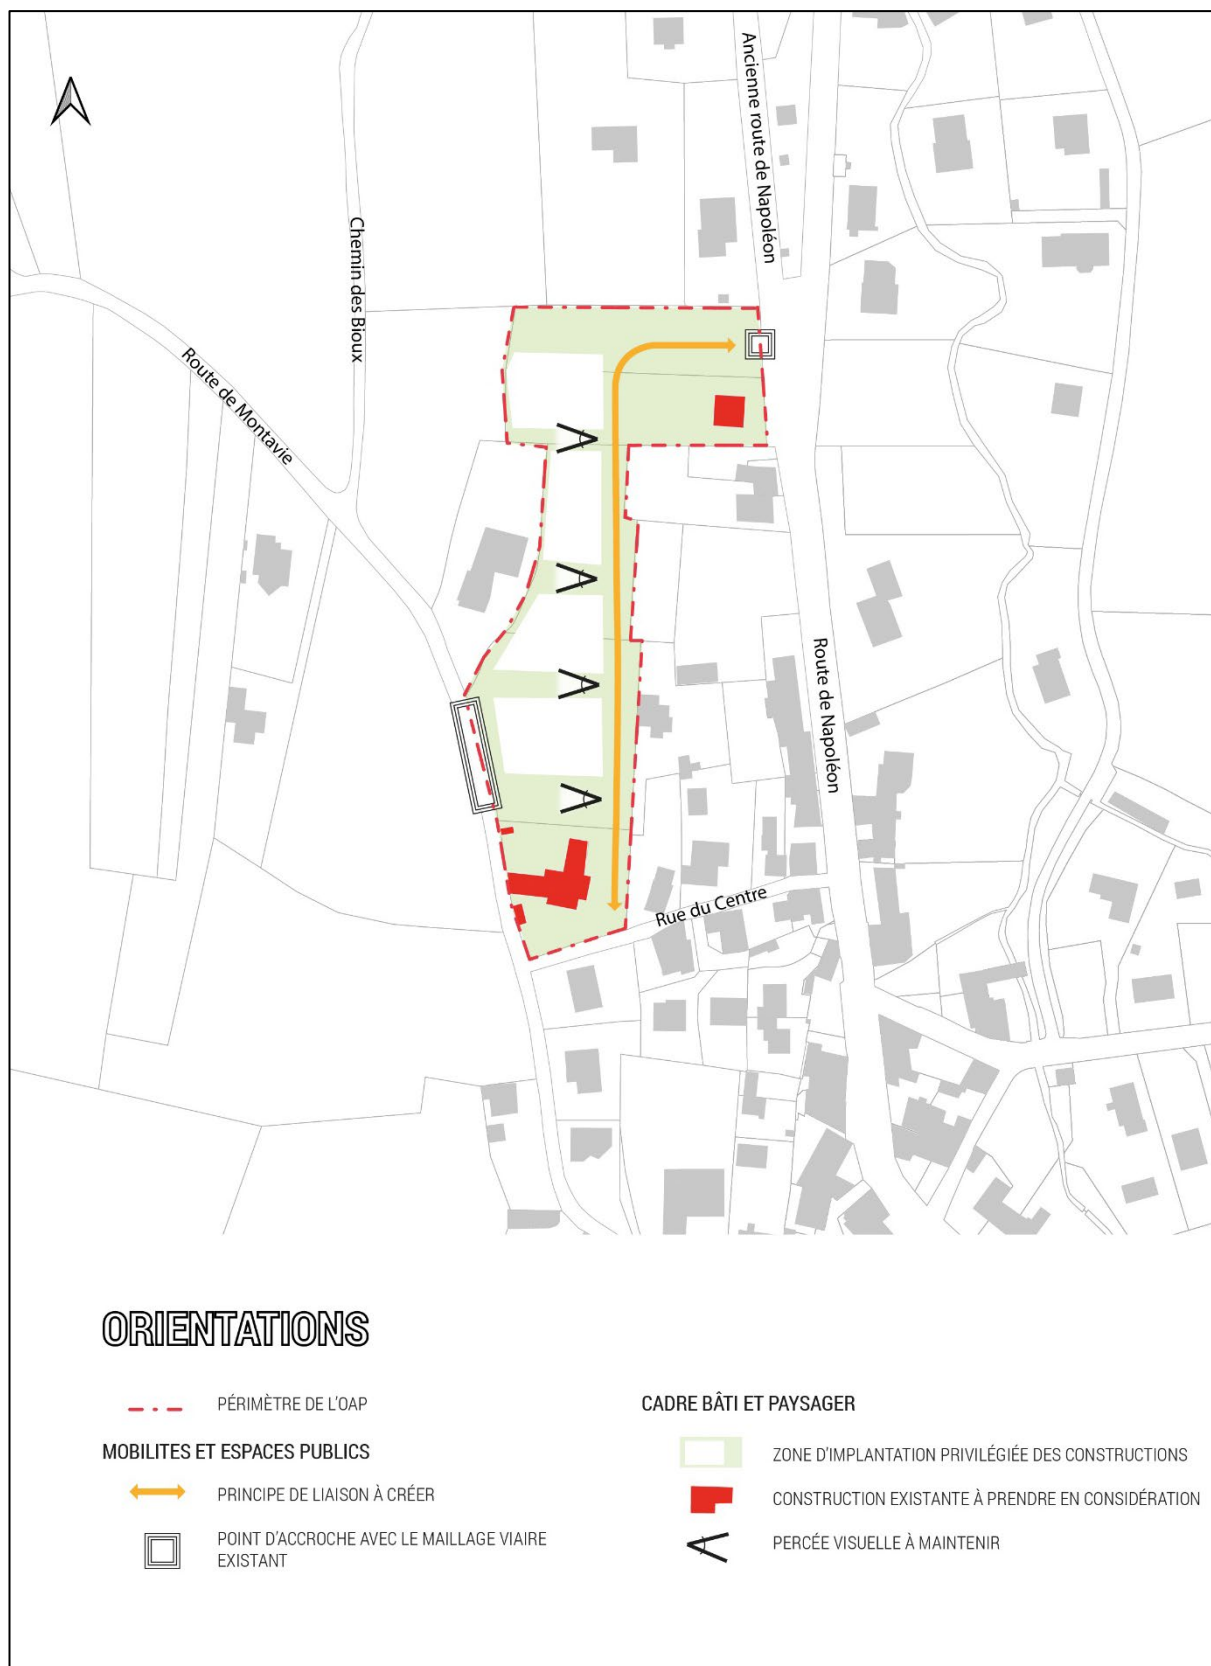 Ancienne route de Napoléon
Chemin des Bioux
Route de Montavie
Route de Napoléon
Rue du Centre
ORIENTATIONS
PÉRIMÈTRE DE L'OAP
MOBILITES ET ESPACES PUBLICS
PRINCIPE DE LIAISON À CRÉER
POINT D'ACCROCHE AVEC LE MAILLAGE VIAIRE
EXISTANT
CADRE BÂTI ET PAYSAGER
ZONE D'IMPLANTATION PRIVILÉGIÉE DES CONSTRUCTIONS
CONSTRUCTION EXISTANTE À PRENDRE EN CONSIDÉRATION
PERCÉE VISUELLE À MAINTENIR